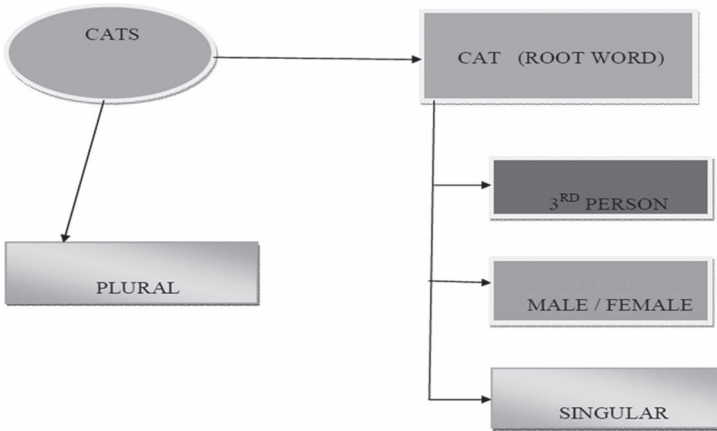 CATS
CAT (ROOT WORD)
3RD PERSON
PLURAL
MALE / FEMALE
SINGULAR